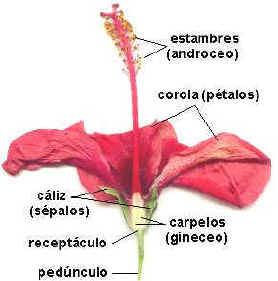 estambres
(androceo)
corola (pétalos)
cáliz
(sépalos)
carpelos
(gineceo)
receptáculo
pedúnculo